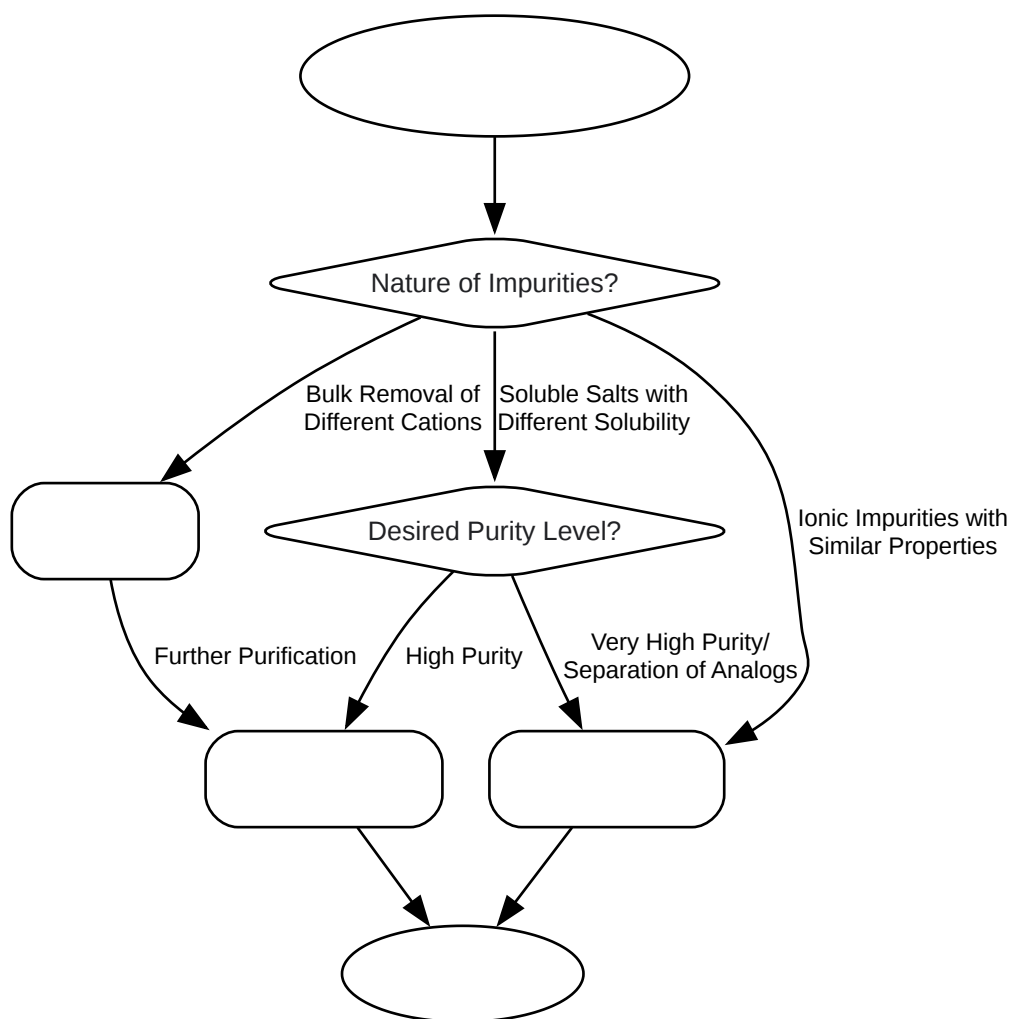 Nature of Impurities?
Bulk Removal of
Different Cations
Soluble Salts with
Different Solubility
Ionic Impurities with
Similar Properties
Desired Purity Level?
Further Purification
High Purity
Very High Purity/
Separation of Analogs